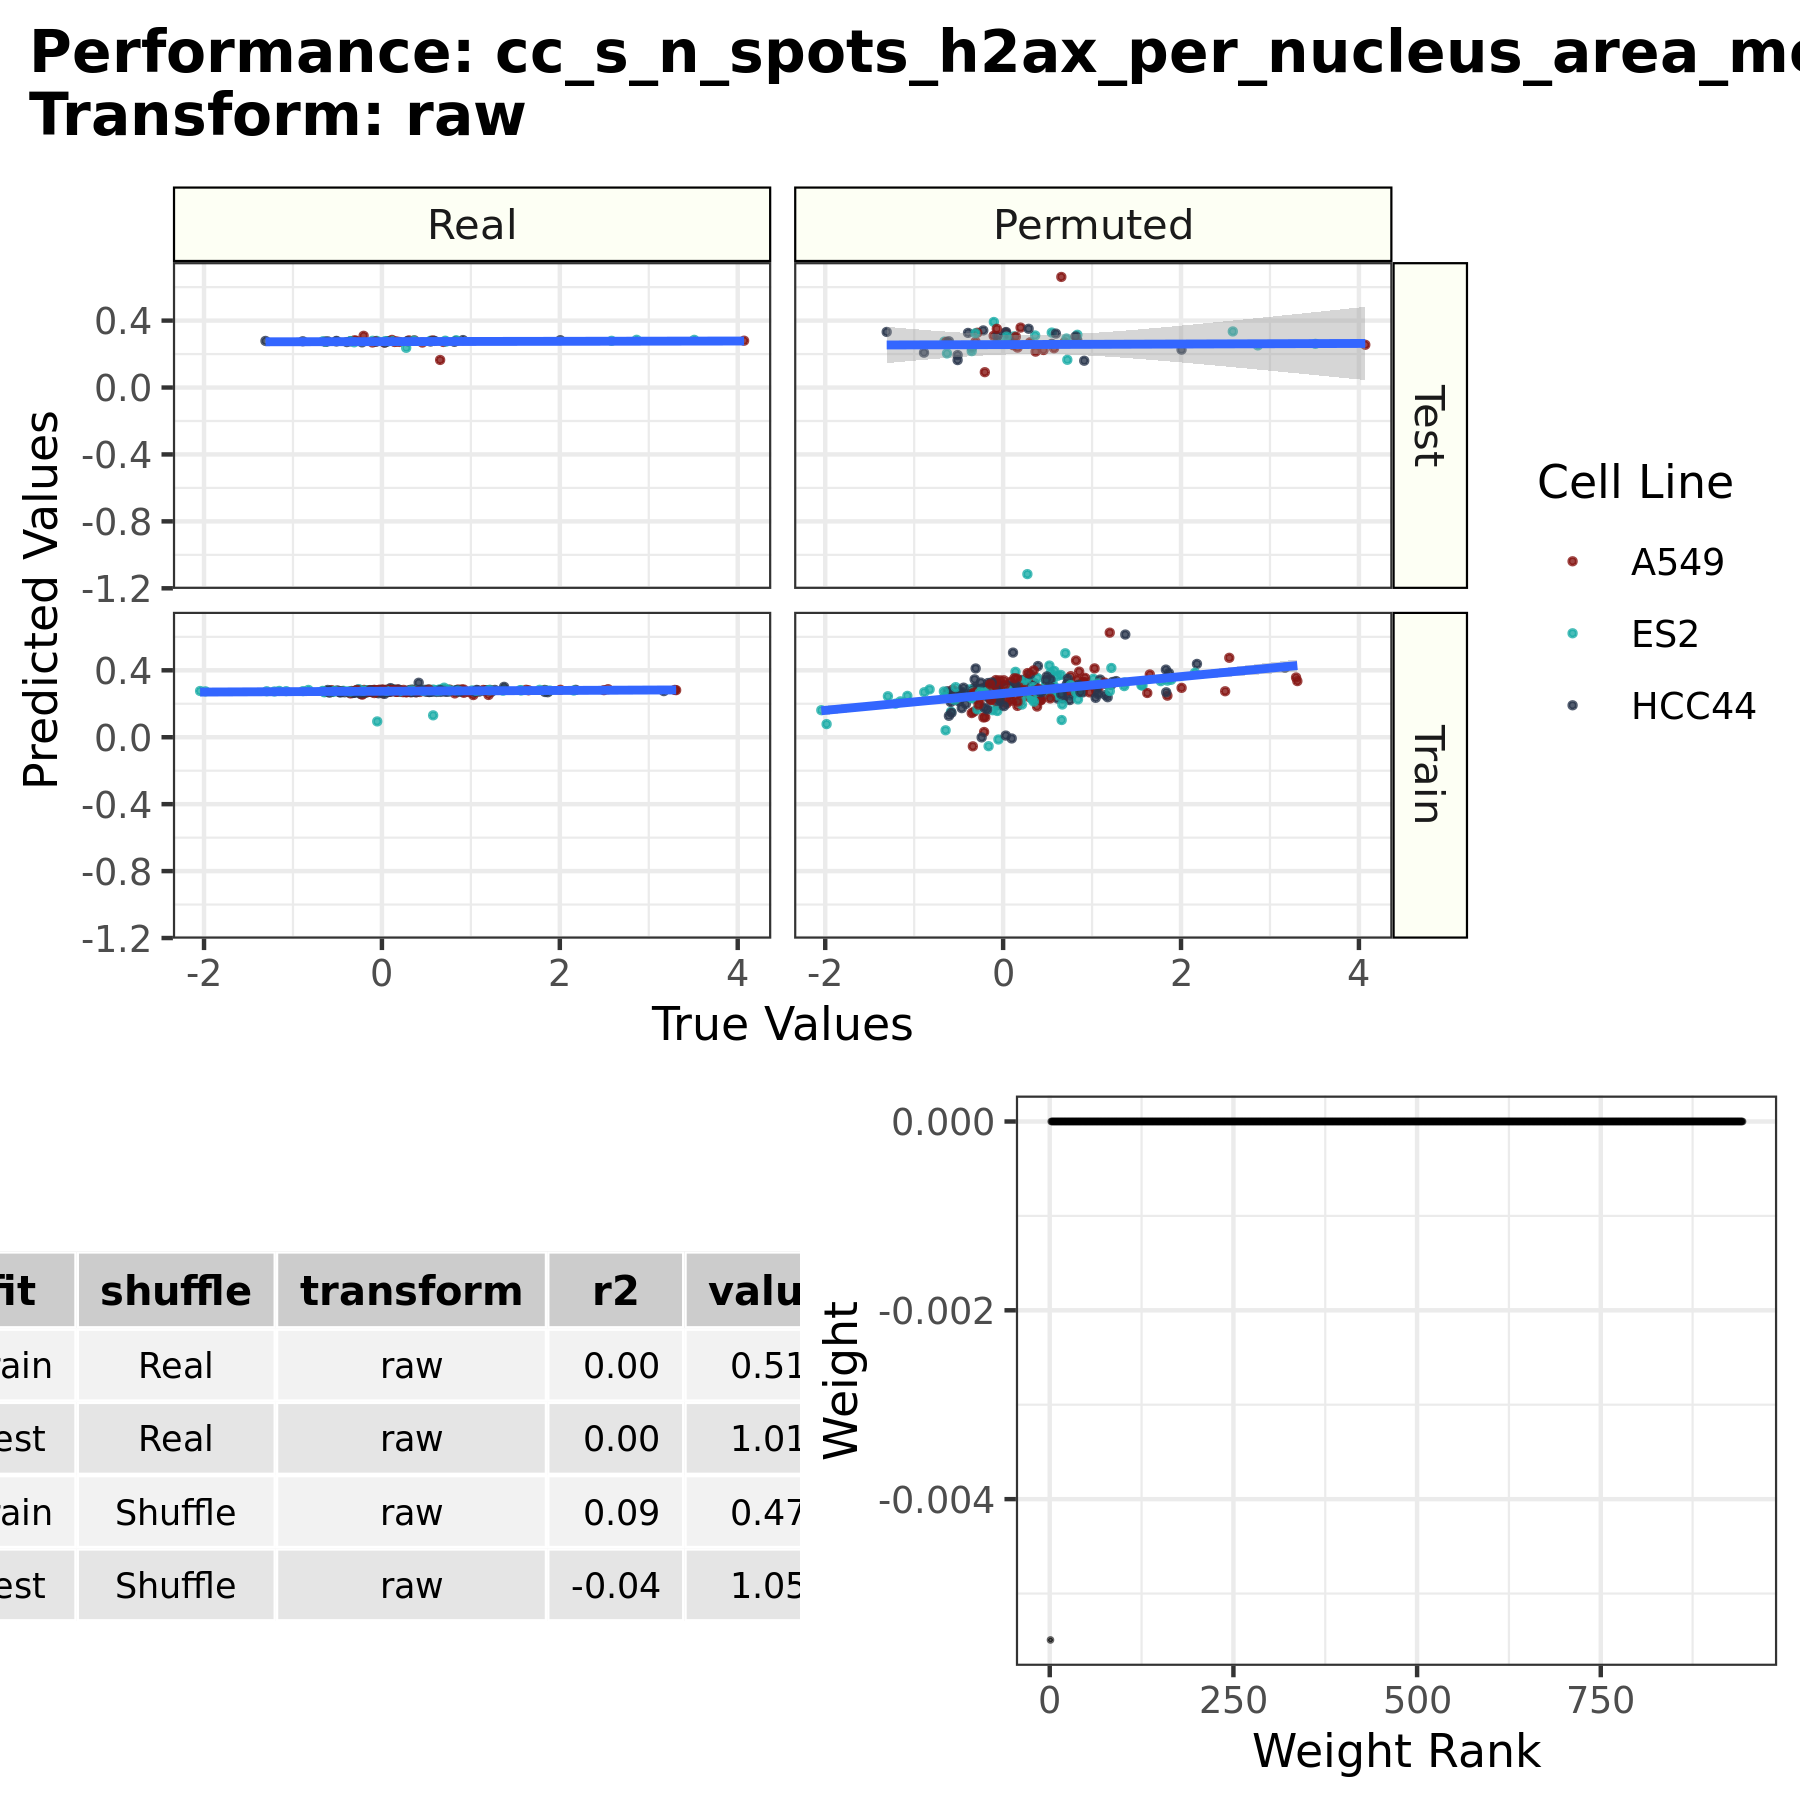 Performance: cc_s_n_spots_h2ax_per_nucleus_area_me
Transform: raw
Real Permuted
0.4
0.0
-0.4
-0.8
-1.2
Test
0.4
0.0
-0.4
-0.8
-1.2
Train
-2 0 2 4 -2 0 2 4
Predicted Values
True Values
Cell Line
A549
ES2
HCC44
fit shuffle transform r2 valu
rain Real raw 0.00 0.51
est Real raw 0.00 1.01
rain Shuffle raw 0.09 0.47
est Shuffle raw -0.04 1.05
0.000
-0.002
-0.004
Weight
0 250 500 750
Weight Rank